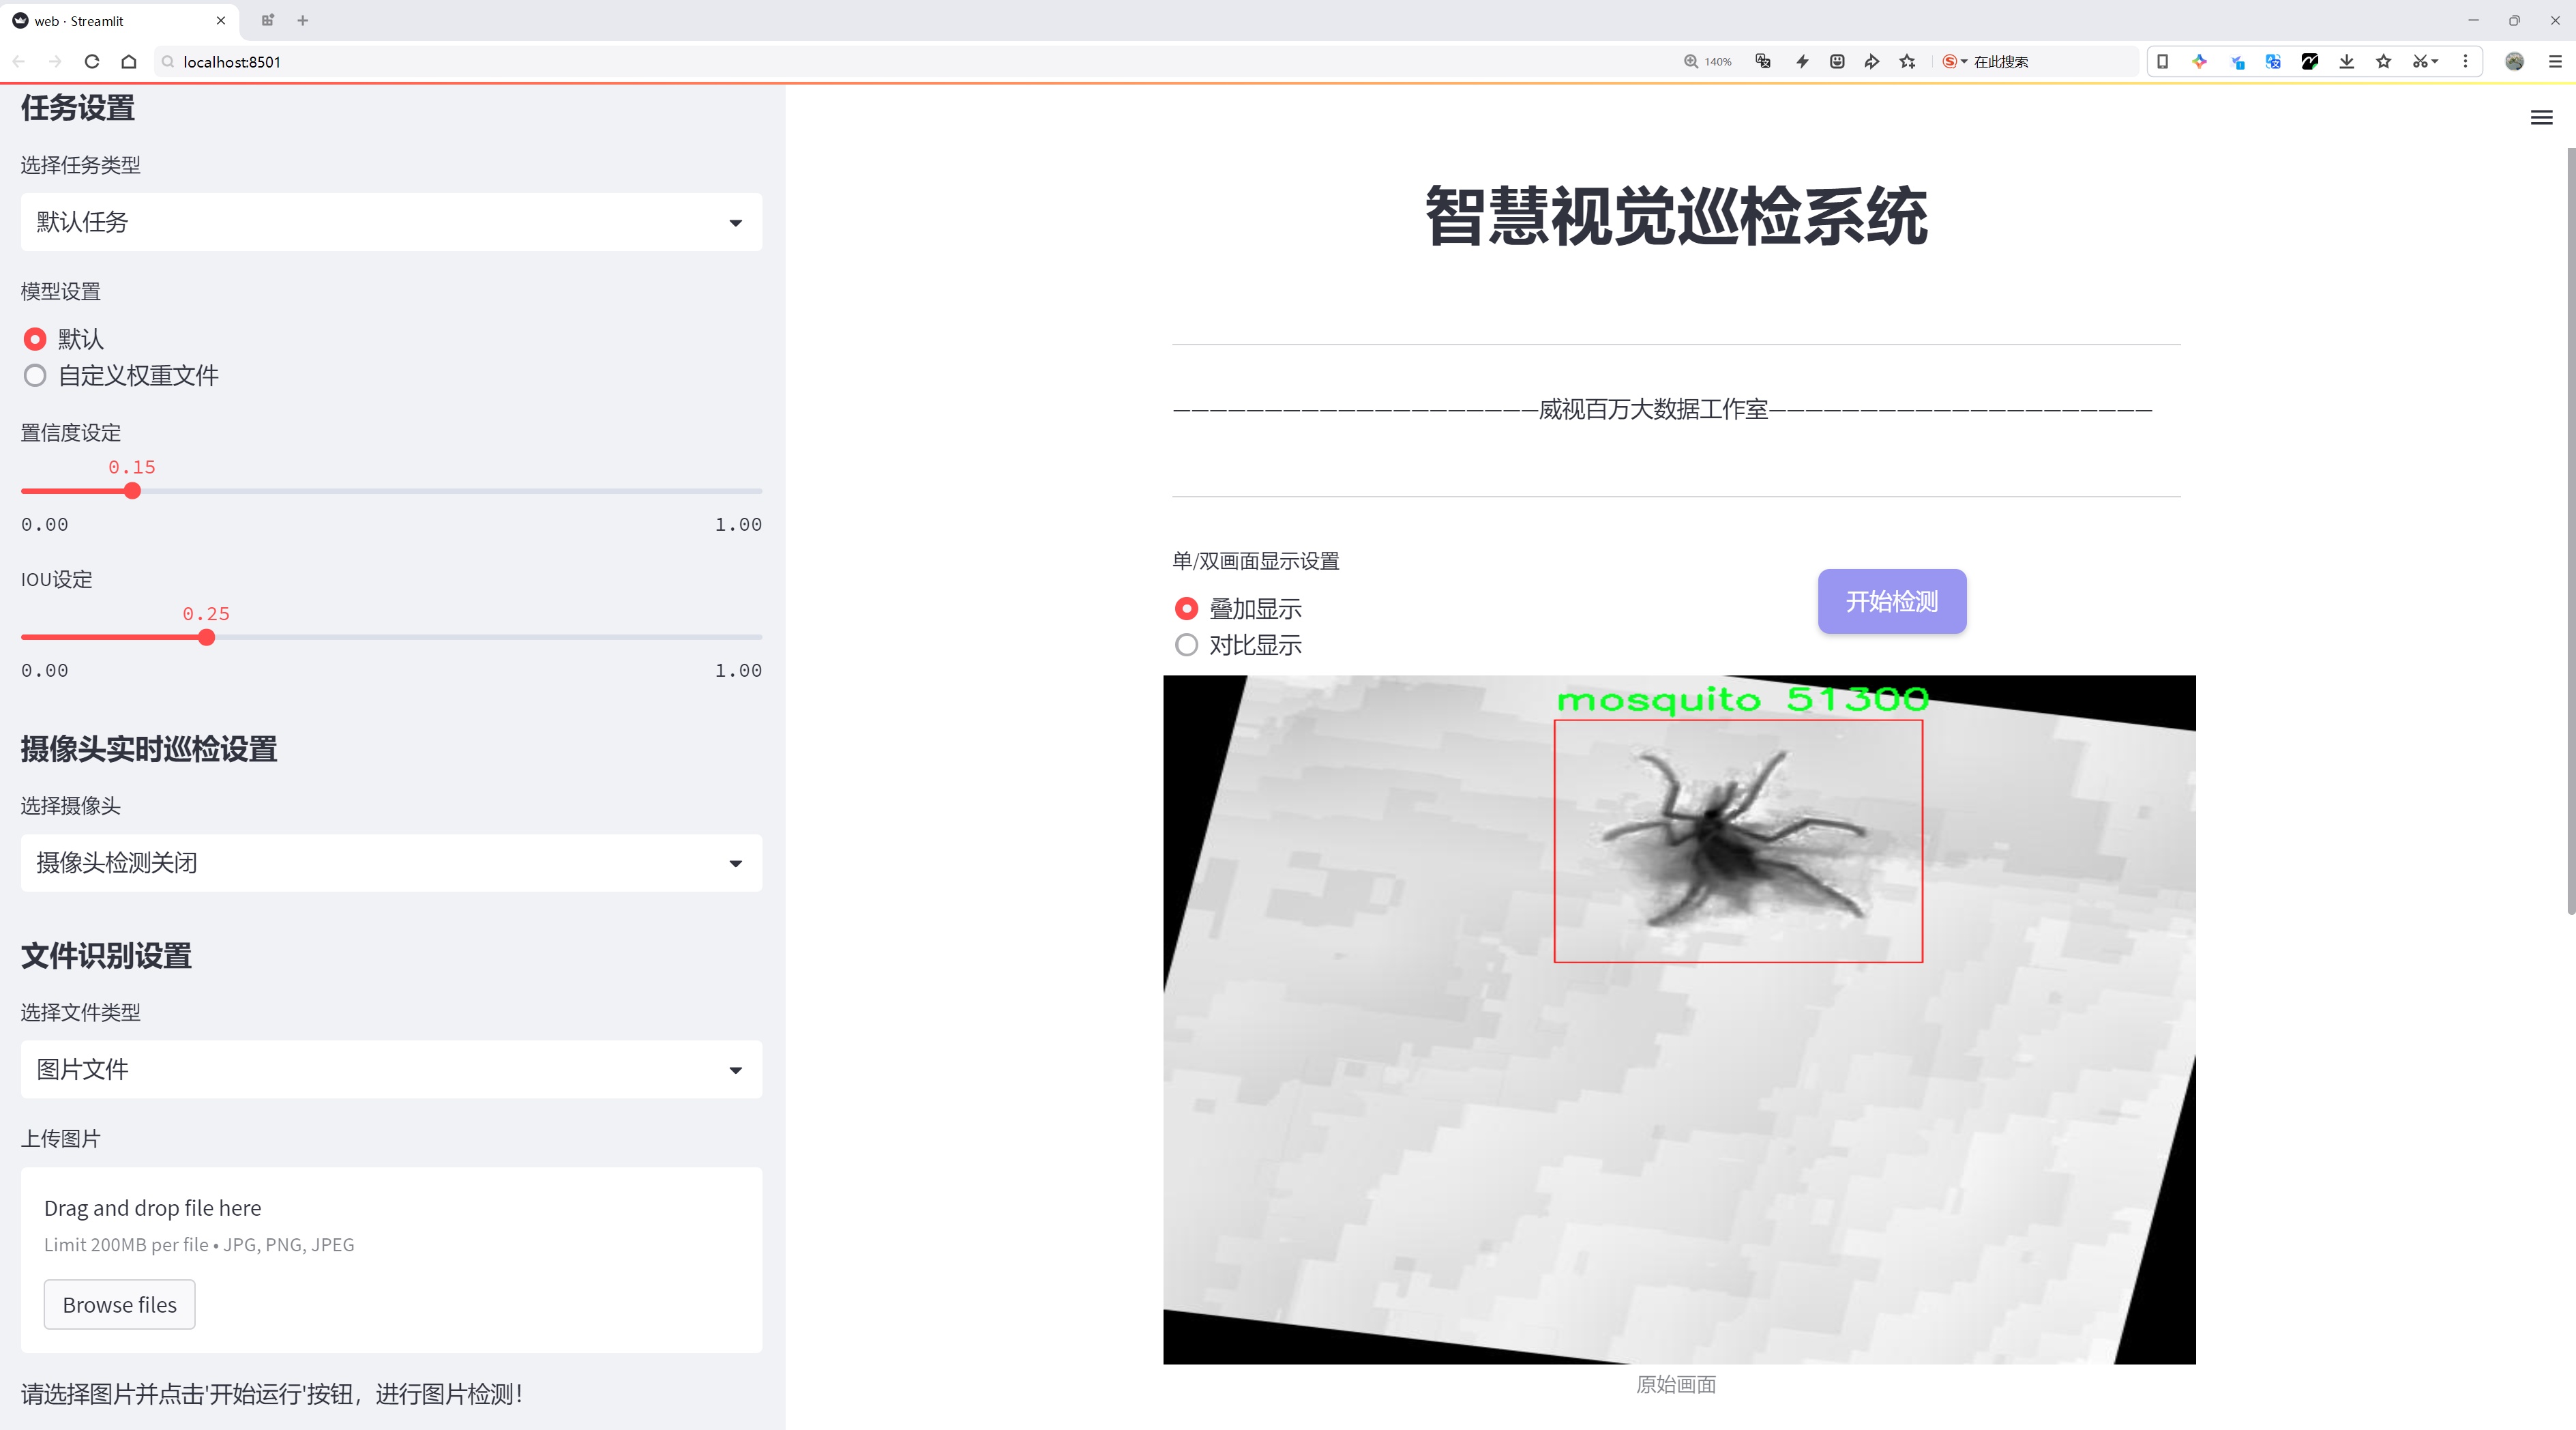 web · Streamlit
localhost:8501
140%
在此搜索
任务设置
选择任务类型
默认任务
模型设置
默认
自定义权重文件
置信度设定
0.15
0.00 1.00
IOU设定
0.25
0.00 1.00
摄像头实时巡检设置
选择摄像头
摄像头检测关闭
文件识别设置
选择文件类型
图片文件
上传图片
Drag and drop file here
Limit 200MB per file • JPG, PNG, JPEG
Browse files
请选择图片并点击'开始运行'按钮，进行图片检测！
智慧视觉巡检系统
—————————————————————威视百万大数据工作室——————————————————————
单/双画面显示设置
叠加显示
对比显示
开始检测
mosquito 51300
原始画面